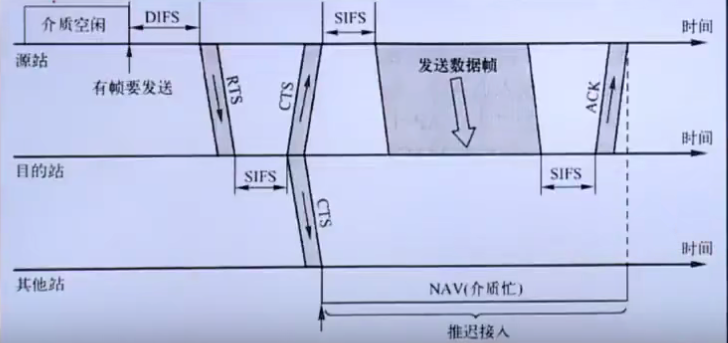 介质空闲
DIFS
SIFS
时间
源站
有帧要发送
RTS
CTS
发送数据帧
ACK
时间
目的站
SIFS
SIFS
CTS
时间
其他站
NAV(介质忙)
推迟接入